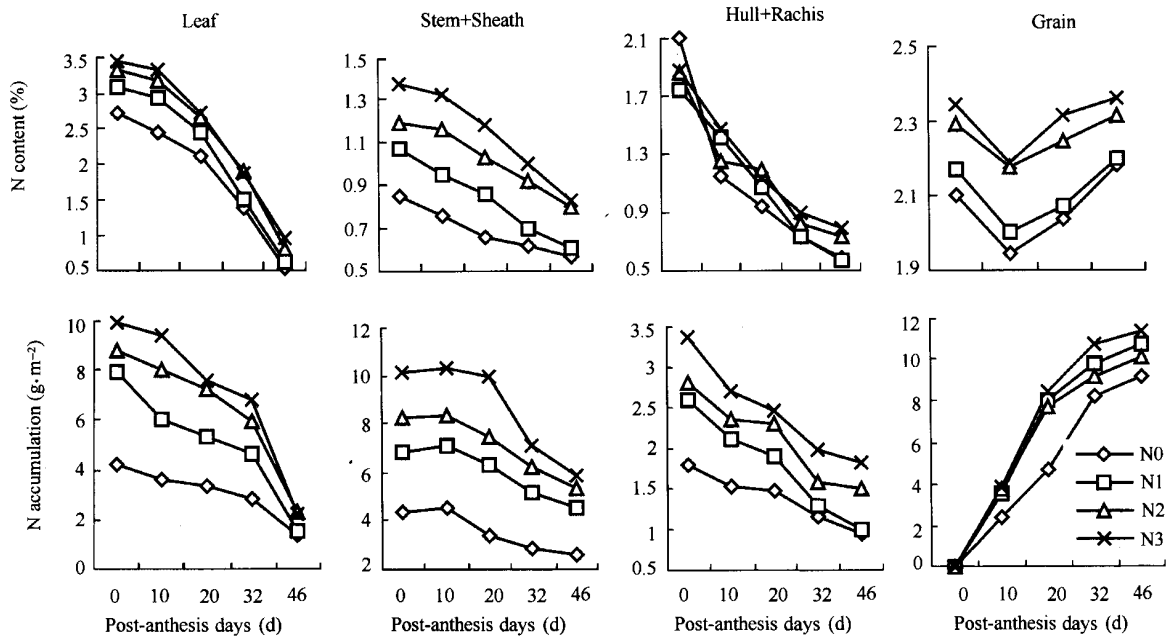 Leaf
Stem+Sheath
Hull+Rachis
Grain
N content (%)
3.5
3
2.5
2
1.5
1
0.5
1.5
1.3
1.1
0.9
0.6
0.5
2.1
1.7
1.3
0.9
0.5
2.5
2.3
2.1
1.9
N accumulation (g·m⁻²)
10
8
6
4
2
0
12
10
8
6
4
2
3.5
3
2.5
2
1.5
1
0.5
12
10
8
6
4
2
0
N0
N1
N2
N3
0 10 20 32 46
0 10 20 32 46
0 10 20 32 46
0 10 20 32 46
Post-anthesis days (d)
Post-anthesis days (d)
Post-anthesis days (d)
Post-anthesis days (d)